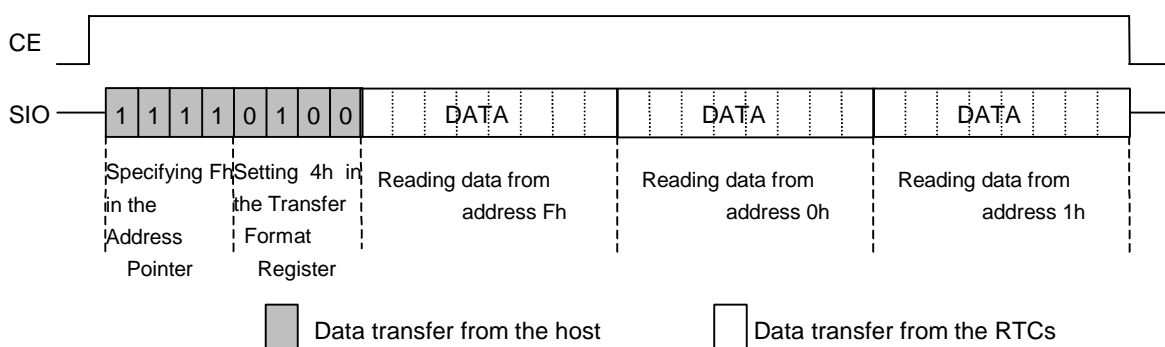 CE
SIO
1 1 1 1 0 1 0 0 DATA DATA DATA
Specifying Fh
in the
Address
Pointer
Setting 4h in
the Transfer
Format
Register
Reading data from
address Fh
Reading data from
address 0h
Reading data from
address 1h
Data transfer from the host
Data transfer from the RTCs